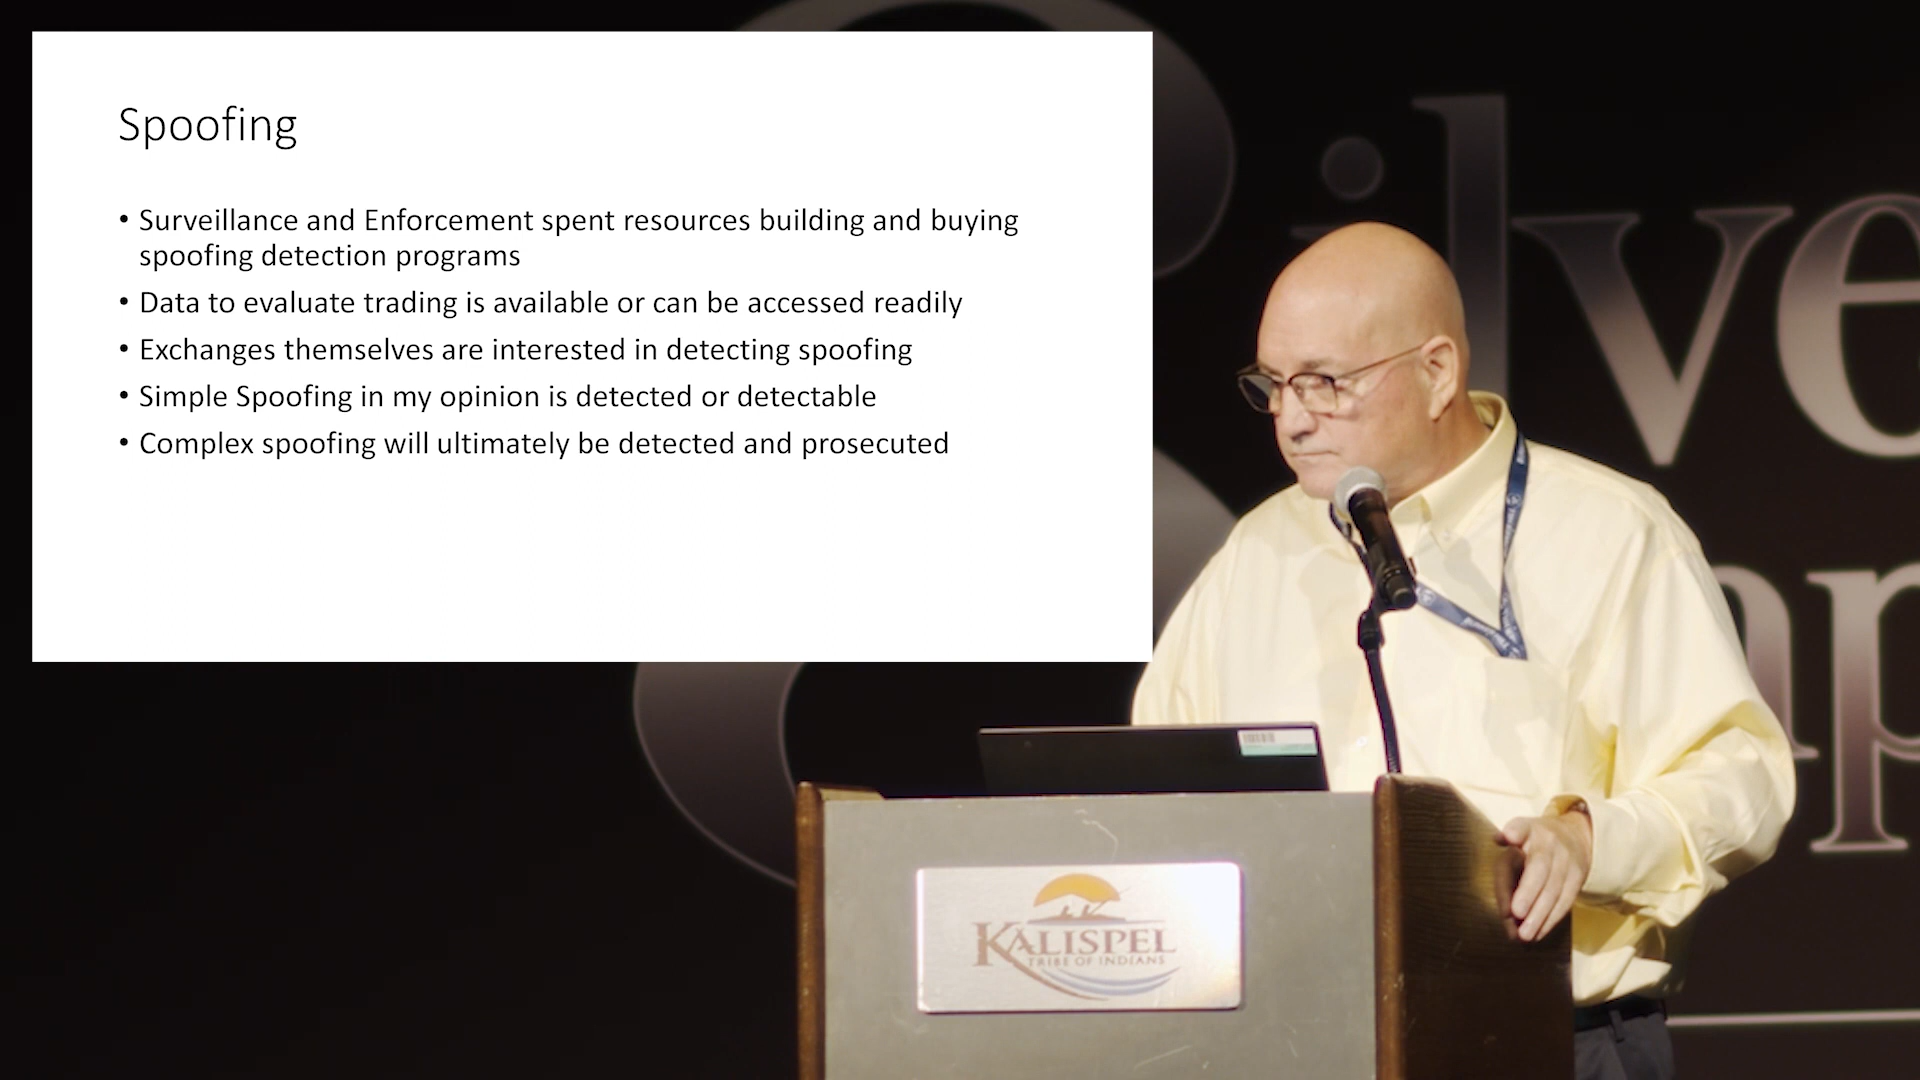 Spoofing
• Surveillance and Enforcement spent resources building and buying
spoofing detection programs
• Data to evaluate trading is available or can be accessed readily
• Exchanges themselves are interested in detecting spoofing
• Simple Spoofing in my opinion is detected or detectable
• Complex spoofing will ultimately be detected and prosecuted
ilve
mp
KALISPEL
TRIBE OF INDIANS